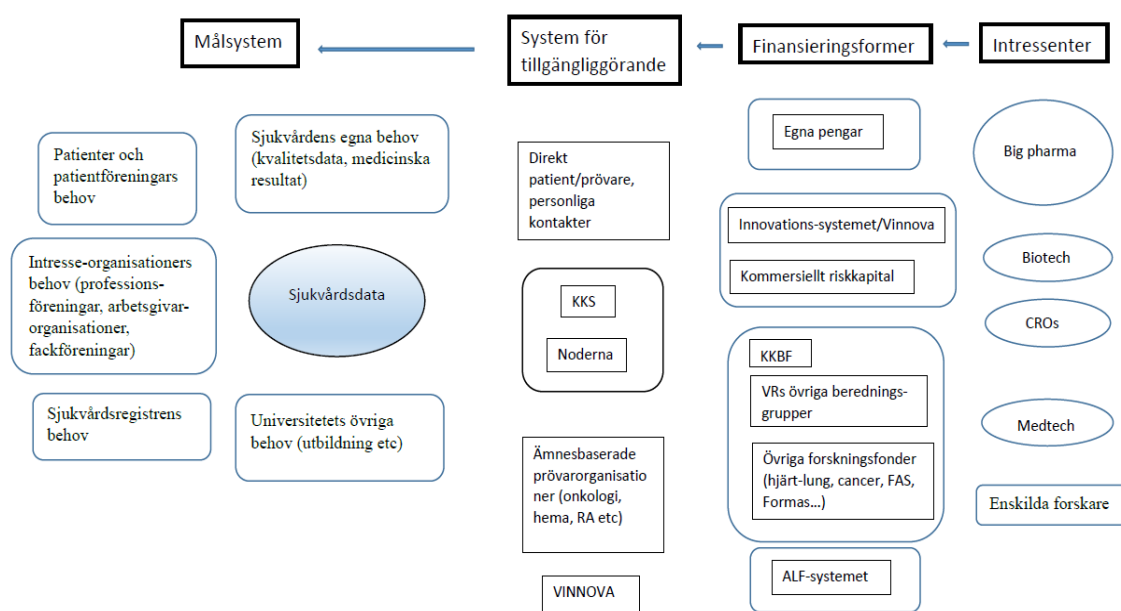 Målsystem
System för
tillgängliggörande
Finansieringsformer
Intressenter
Patienter och
patientföreningars
behov
Sjukvårdens egna behov
(kvalitetsdata, medicinska
resultat)
Intresse-organisationers
behov (professions-
föreningar, arbetsgivar-
organisationer,
fackföreningar)
Sjukvårdsdata
Sjukvårdsregistrens
behov
Universitetets övriga
behov (utbildning etc)
Direkt
patient/prövare,
personliga
kontakter
KKS
Noderna
Ämnesbaserade
prövarorganisatio
ner (onkologi,
hema, RA etc)
VINNOVA
Egna pengar
Innovations-systemet/Vinnova
Kommersiellt riskkapital
KKBF
VRs övriga berednings-
grupper
Övriga forskningsfonder
(hjärt-lung, cancer, FAS,
Formas...)
ALF-systemet
Big pharma
Biotech
CROs
Medtech
Enskilda forskare